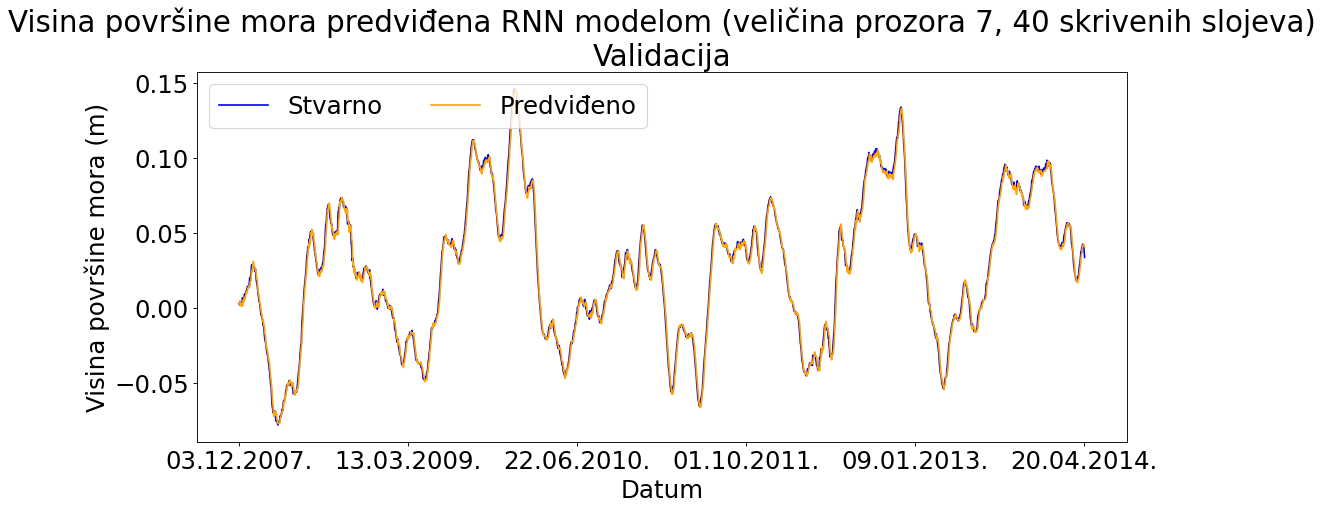 Visina površine mora predviđena RNN modelom (veličina prozora 7, 40 skrivenih slojeva)
Validacija
Stvarno Predviđeno
Visina površine mora (m)
0.15
0.10
0.05
0.00
−0.05
03.12.2007. 13.03.2009. 22.06.2010. 01.10.2011. 09.01.2013. 20.04.2014.
Datum